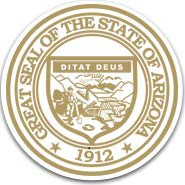 GREAT SEAL OF THE STATE OF ARIZONA
DITAT DEUS
1912